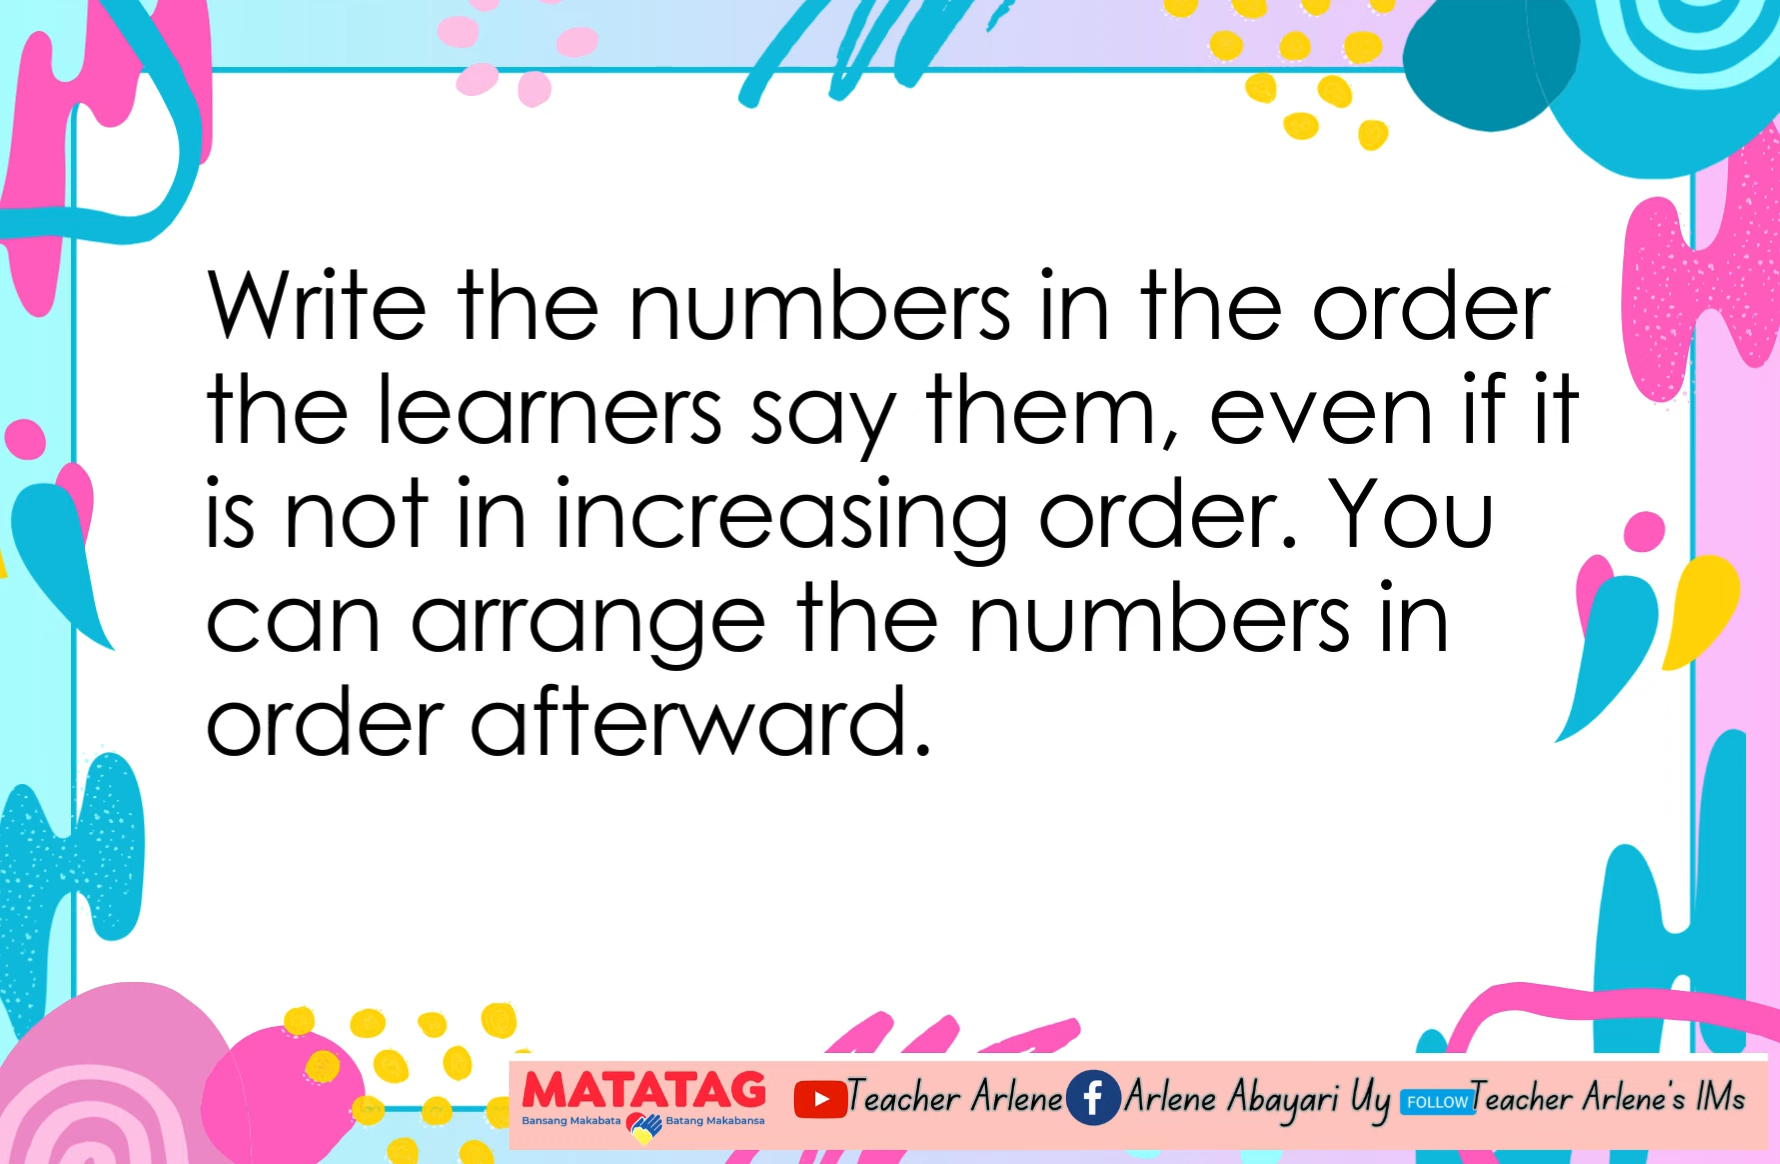 Write the numbers in the order
the learners say them, even if it
is not in increasing order. You
can arrange the numbers in
order afterward.
MATATAG
Bansang Makabata Batang Makabansa
Teacher Arlene
Arlene Abayari Uy
FOLLOW
Teacher Arlene's IMs